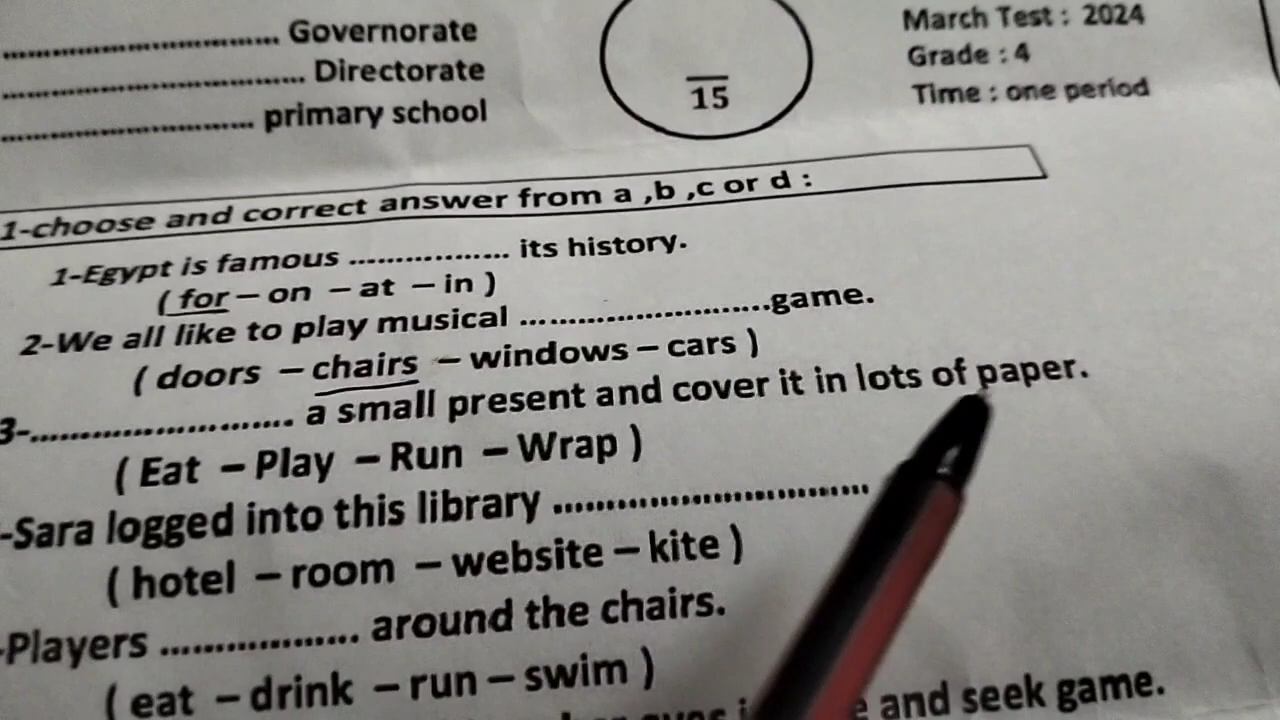 ................................ Governorate
................................ Directorate
................................ primary school
15
March Test : 2024
Grade : 4
Time : one period
1-choose and correct answer from a ,b ,c or d :
1-Egypt is famous .................. its history.
( for – on – at – in )
2-We all like to play musical ............................game.
( doors – chairs – windows – cars )
3-............................ a small present and cover it in lots of paper.
( Eat – Play – Run – Wrap )
-Sara logged into this library ................................
( hotel – room – website – kite )
-Players .................... around the chairs.
( eat – drink – run – swim )
and seek game.